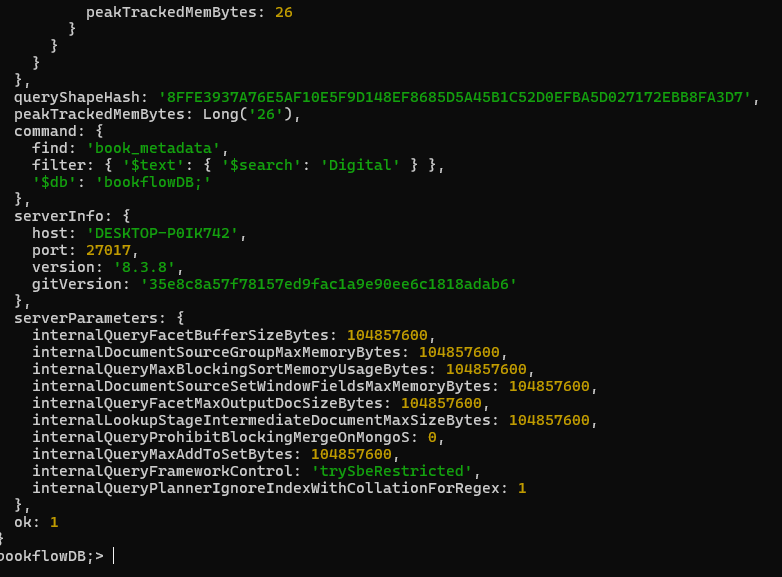 peakTrackedMemBytes: 26
}
}
}
},
queryShapeHash: '8FFE3937A76E5AF10E5F9D148EF8685D5A45B1C52D0EFBA5D027172EBB8FA3D7',
peakTrackedMemBytes: Long('26'),
command: {
find: 'book_metadata',
filter: { '$text': { '$search': 'Digital' } },
'$db': 'bookflowDB;'
},
serverInfo: {
host: 'DESKTOP-P0IK742',
port: 27017,
version: '8.3.8',
gitVersion: '35e8c8a57f78157ed9fac1a9e90ee6c1818adab6'
},
serverParameters: {
internalQueryFacetBufferSizeBytes: 104857600,
internalDocumentSourceGroupMaxMemoryBytes: 104857600,
internalQueryMaxBlockingSortMemoryUsageBytes: 104857600,
internalDocumentSourceSetWindowFieldsMaxMemoryBytes: 104857600,
internalQueryFacetMaxOutputDocSizeBytes: 104857600,
internalLookupStageIntermediateDocumentMaxSizeBytes: 104857600,
internalQueryProhibitBlockingMergeOnMongoS: 0,
internalQueryMaxAddToSetBytes: 104857600,
internalQueryFrameworkControl: 'trySbeRestricted',
internalQueryPlannerIgnoreIndexWithCollationForRegex: 1
},
ok: 1
}
bookflowDB;>